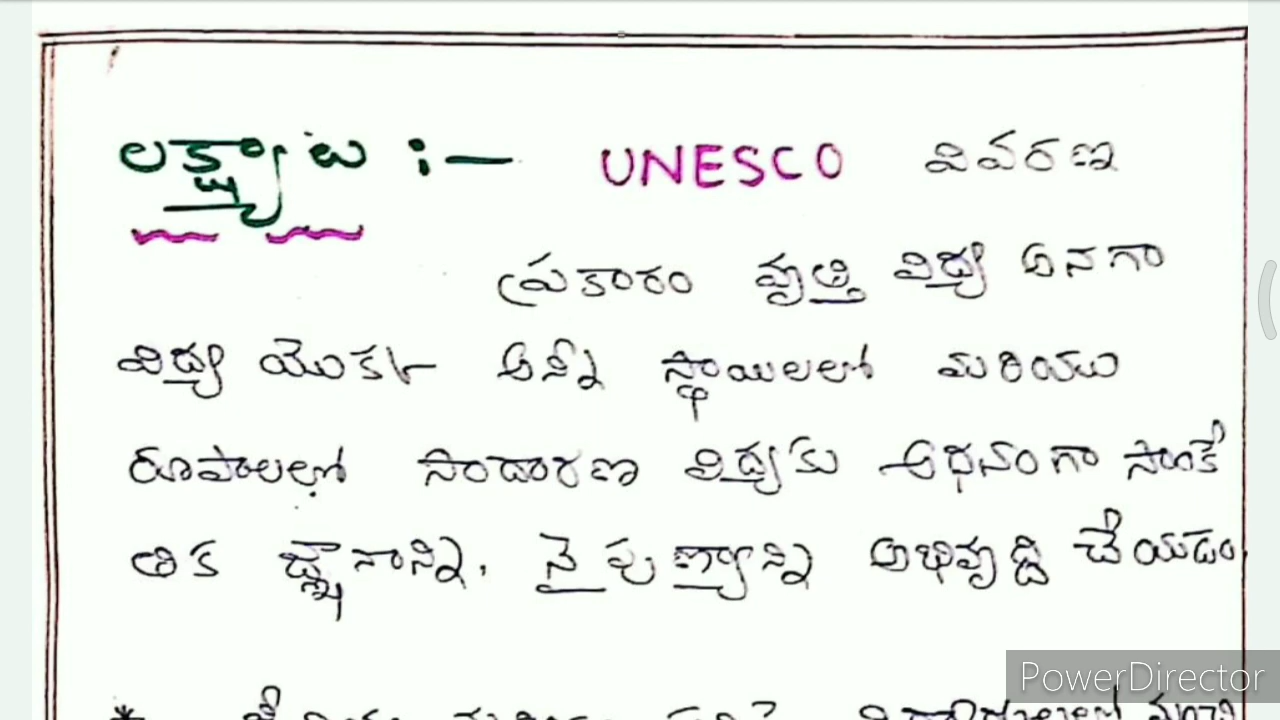 లక్ష్యాలు :- UNESCO వివరణ
ప్రకారం వృత్తి విద్య అనగా
విద్య యొక్క అన్ని స్థాయిలలో మరియు
రూపాలల్లో సాదారణ విద్యకు అధనంగా సాంకే
తిక జ్ఞానాన్ని, నైపుణ్యాన్ని అభివృద్ది చేయడం
PowerDirector